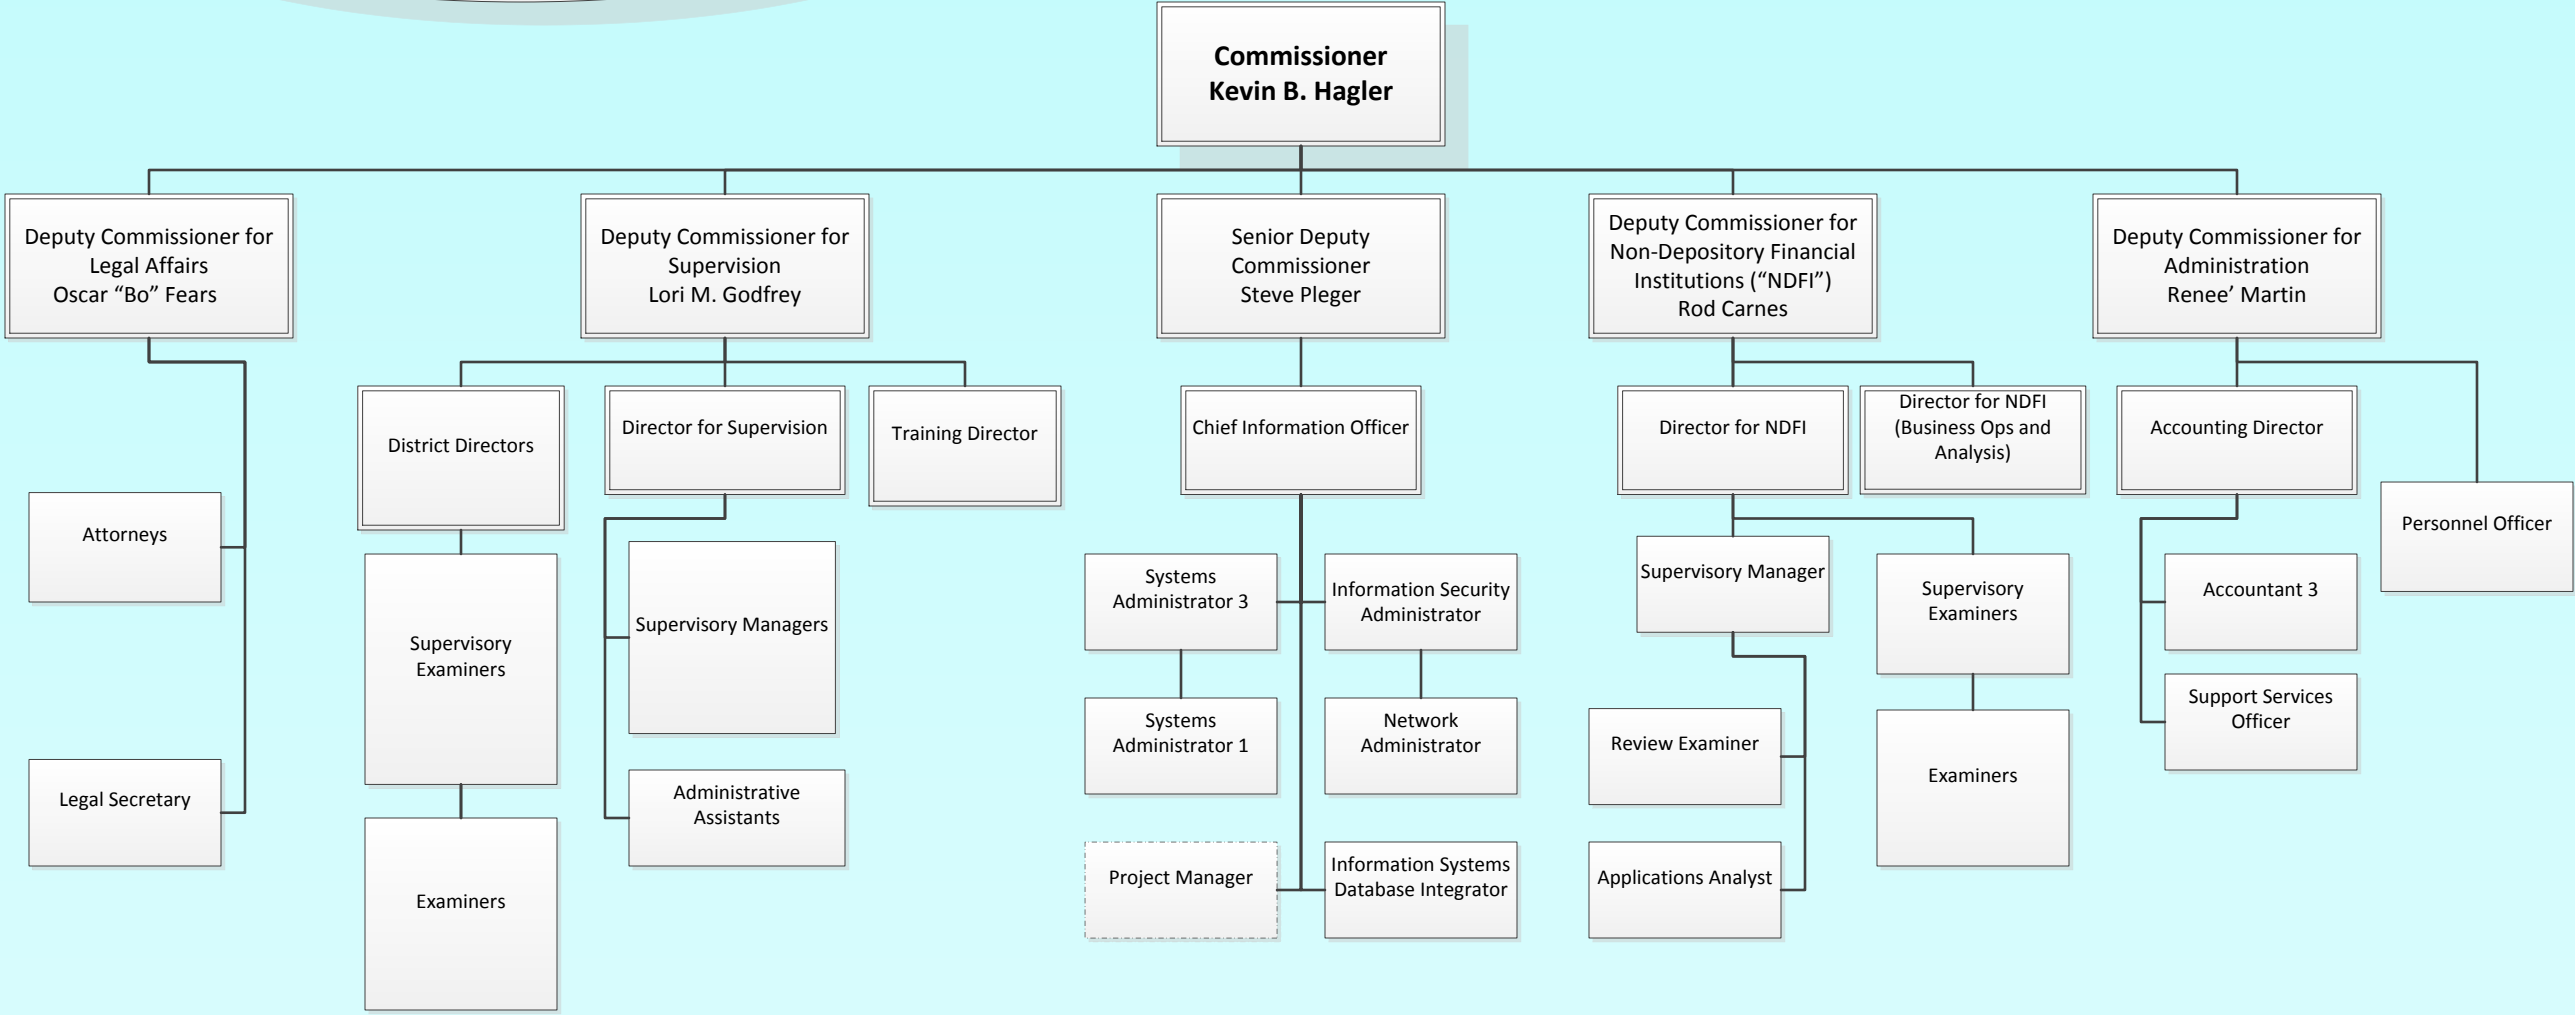 Commissioner
Kevin B. Hagler
Deputy Commissioner for
Legal Affairs
Oscar “Bo” Fears
Deputy Commissioner for
Supervision
Lori M. Godfrey
Senior Deputy
Commissioner
Steve Pleger
Deputy Commissioner for
Non-Depository Financial
Institutions (“NDFI”)
Rod Carnes
Deputy Commissioner for
Administration
Renee’ Martin
District Directors
Director for Supervision
Training Director
Chief Information Officer
Director for NDFI
Director for NDFI
(Business Ops and
Analysis)
Accounting Director
Personnel Officer
Attorneys
Legal Secretary
Supervisory
Examiners
Examiners
Supervisory Managers
Administrative
Assistants
Systems
Administrator 3
Information Security
Administrator
Systems
Administrator 1
Network
Administrator
Project Manager
Information Systems
Database Integrator
Supervisory Manager
Review Examiner
Applications Analyst
Supervisory
Examiners
Examiners
Accountant 3
Support Services
Officer